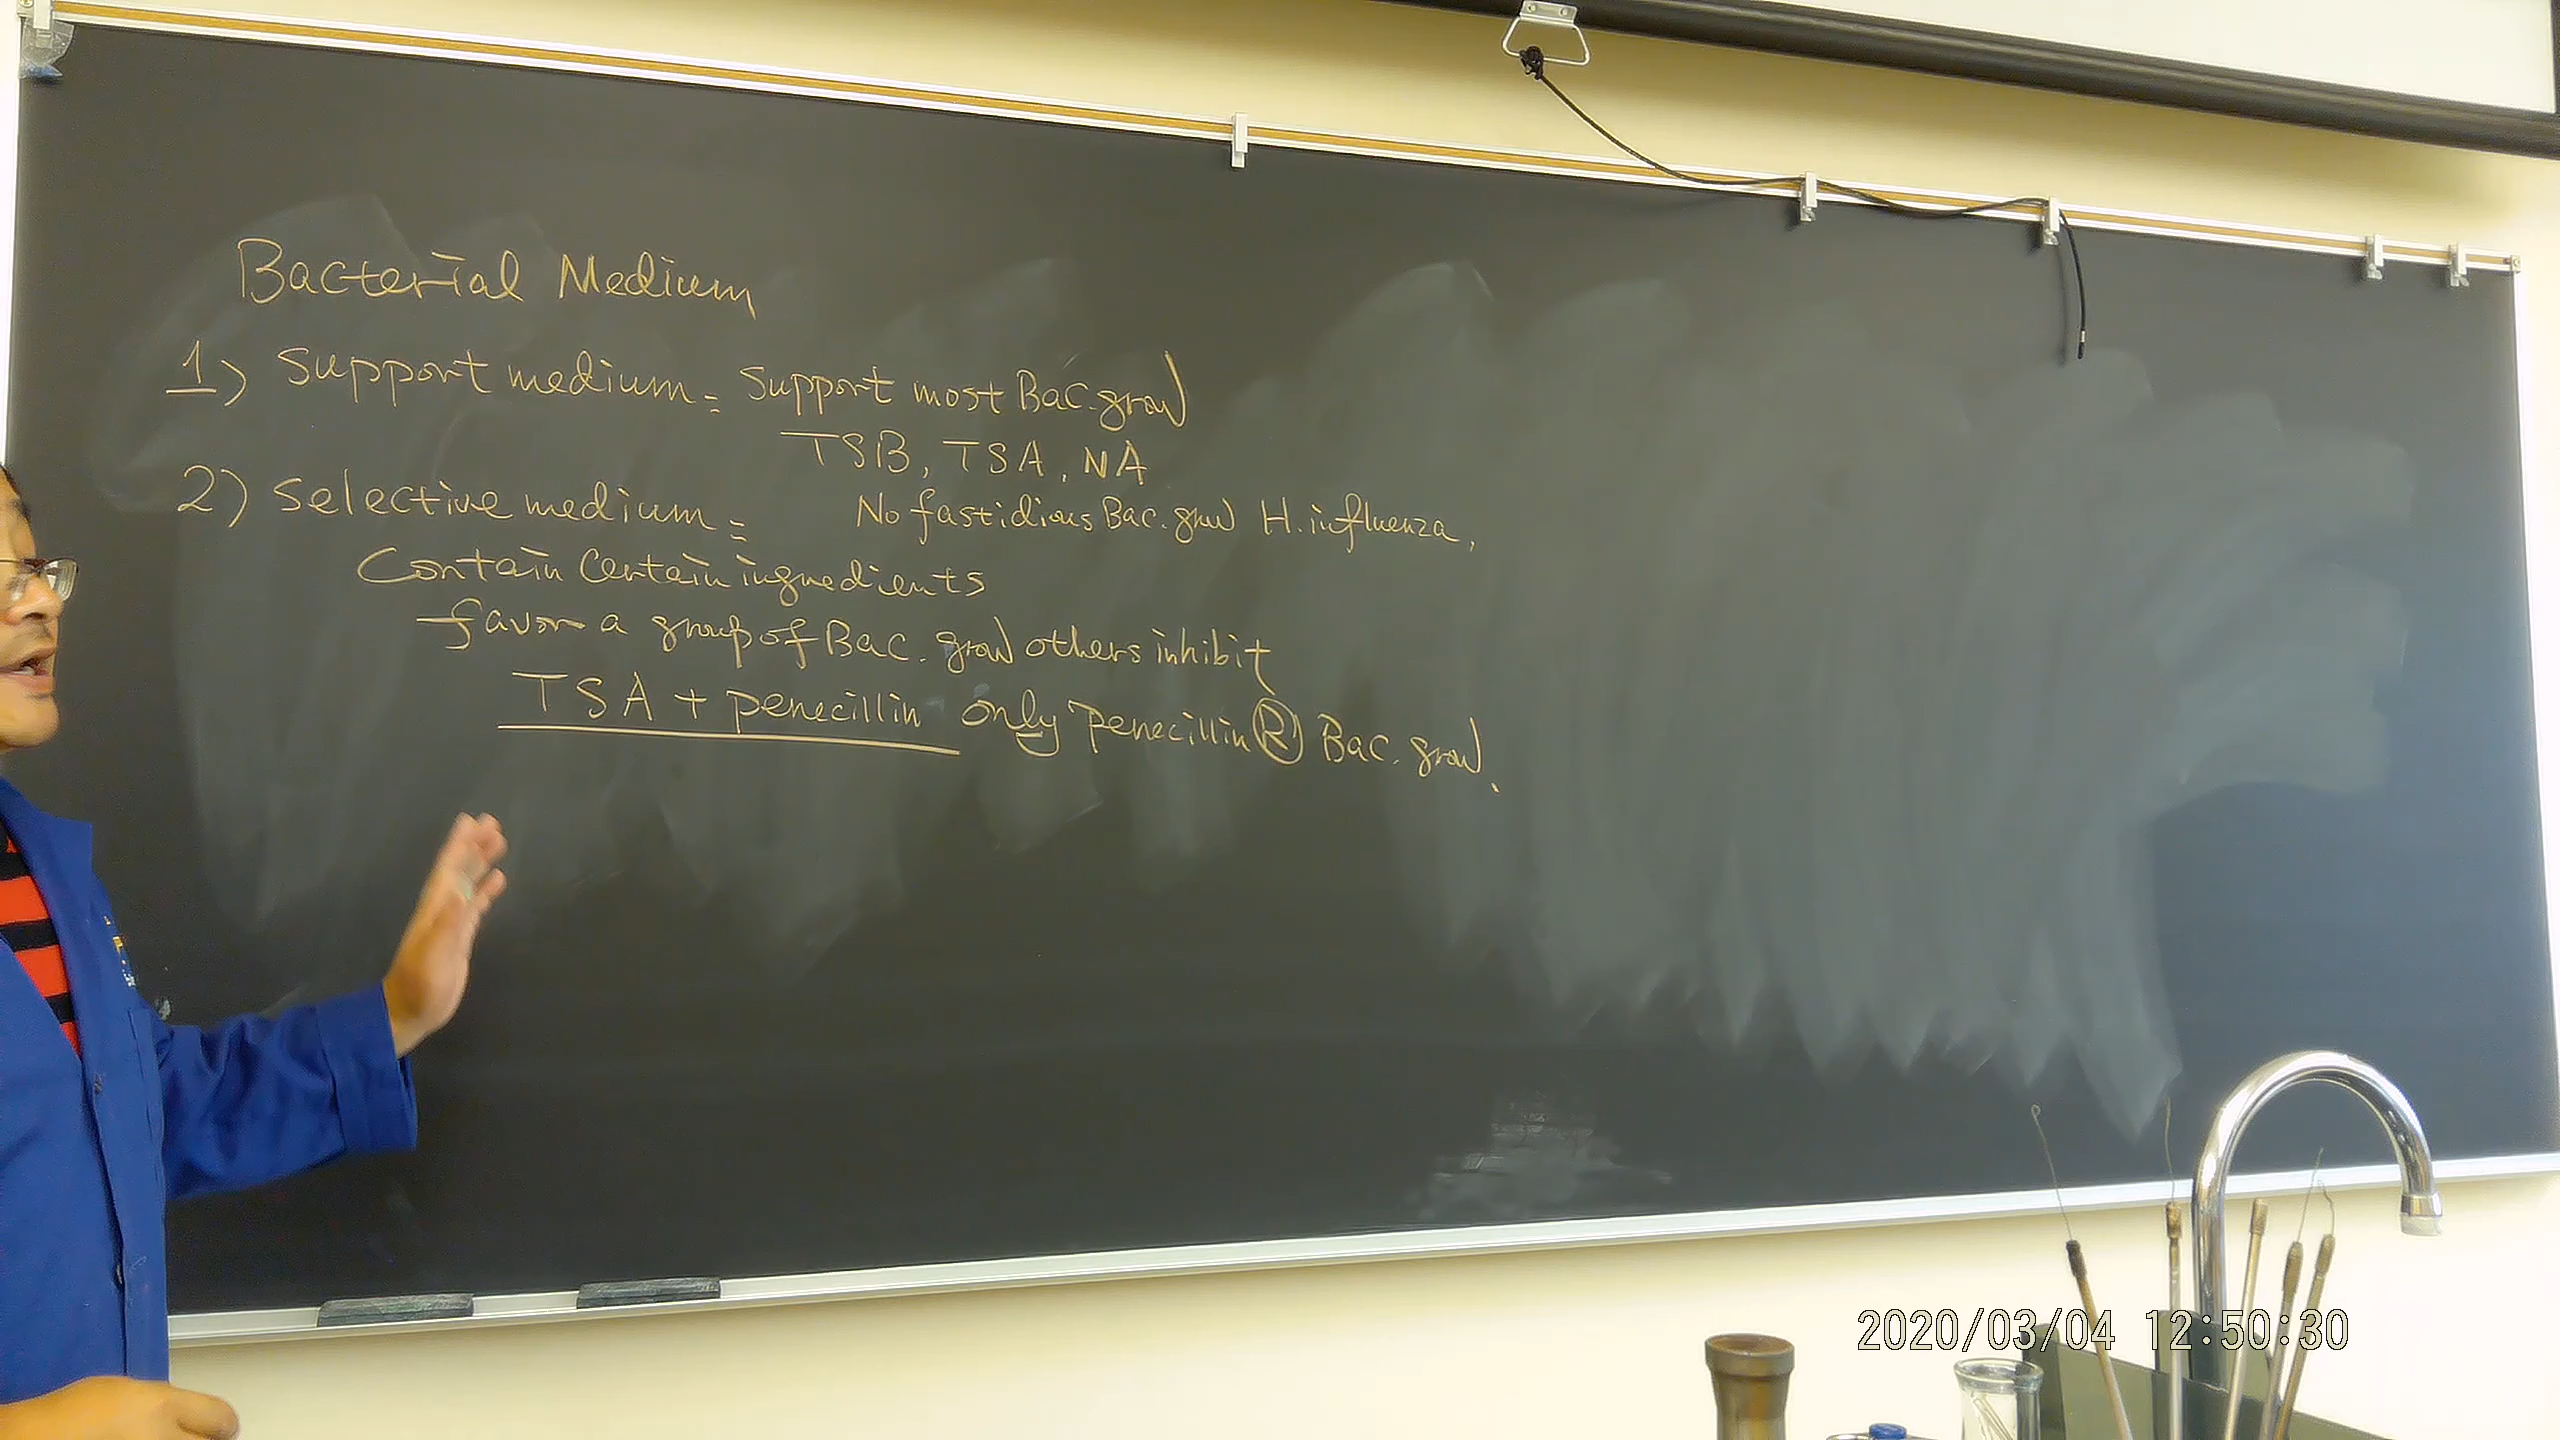 Bacterial Medium
1) Support medium = Support most Bac. grow
TSB, TSA, NA
2) Selective medium = No fastidious Bac. grow H. influenza,
Contain certain ingredients
favor a group of Bac. grow others inhibit
TSA + penecillin only penecillin Ⓡ Bac. grow.
2020/03/04 12:50:30